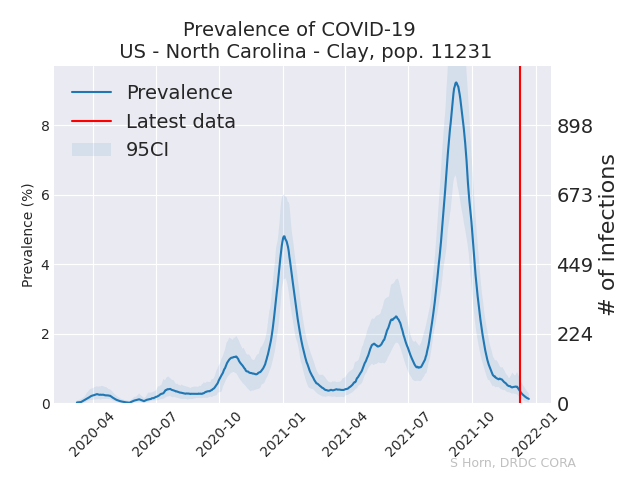 Prevalence of COVID-19
US - North Carolina - Clay, pop. 11231
Prevalence
Latest data
95CI
Prevalence (%)
8
6
4
2
0
898
673
449
224
0
# of infections
2020-04
2020-07
2020-10
2021-01
2021-04
2021-07
2021-10
2022-01
S Horn, DRDC CORA